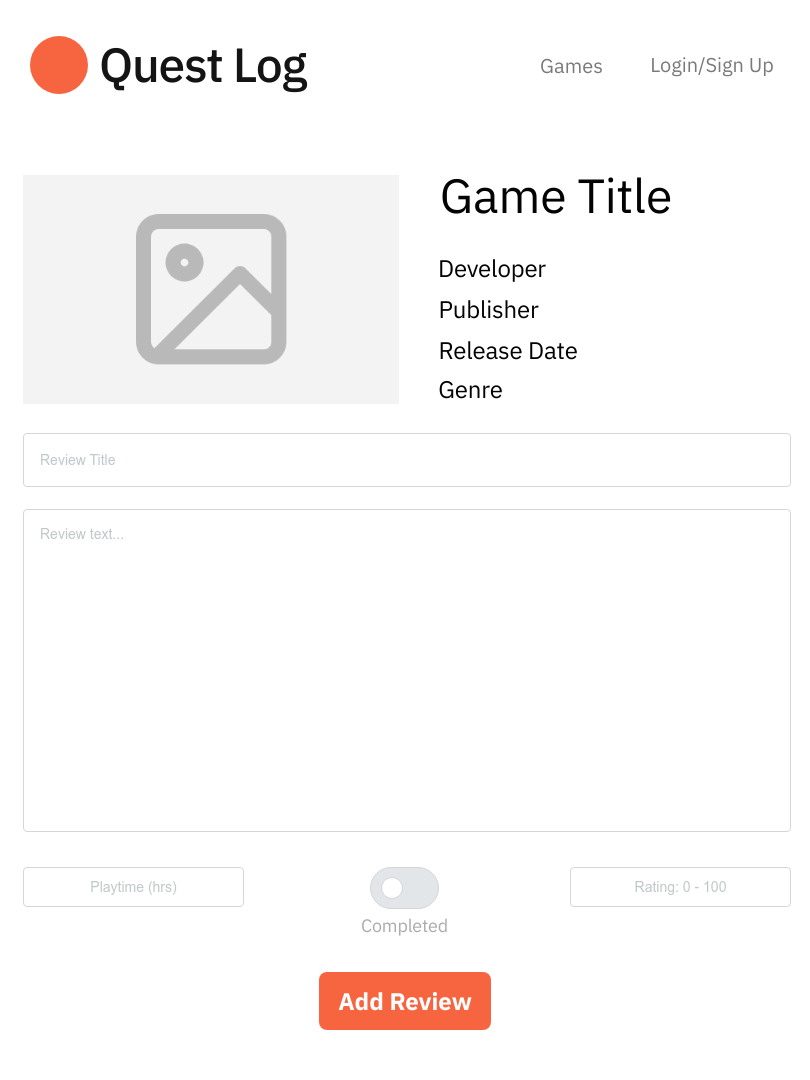 Quest Log
Games
Login/Sign Up
Game Title
Developer
Publisher
Release Date
Genre
Review Title
Review text...
Playtime (hrs)
Rating: 0 - 100
Completed
Add Review